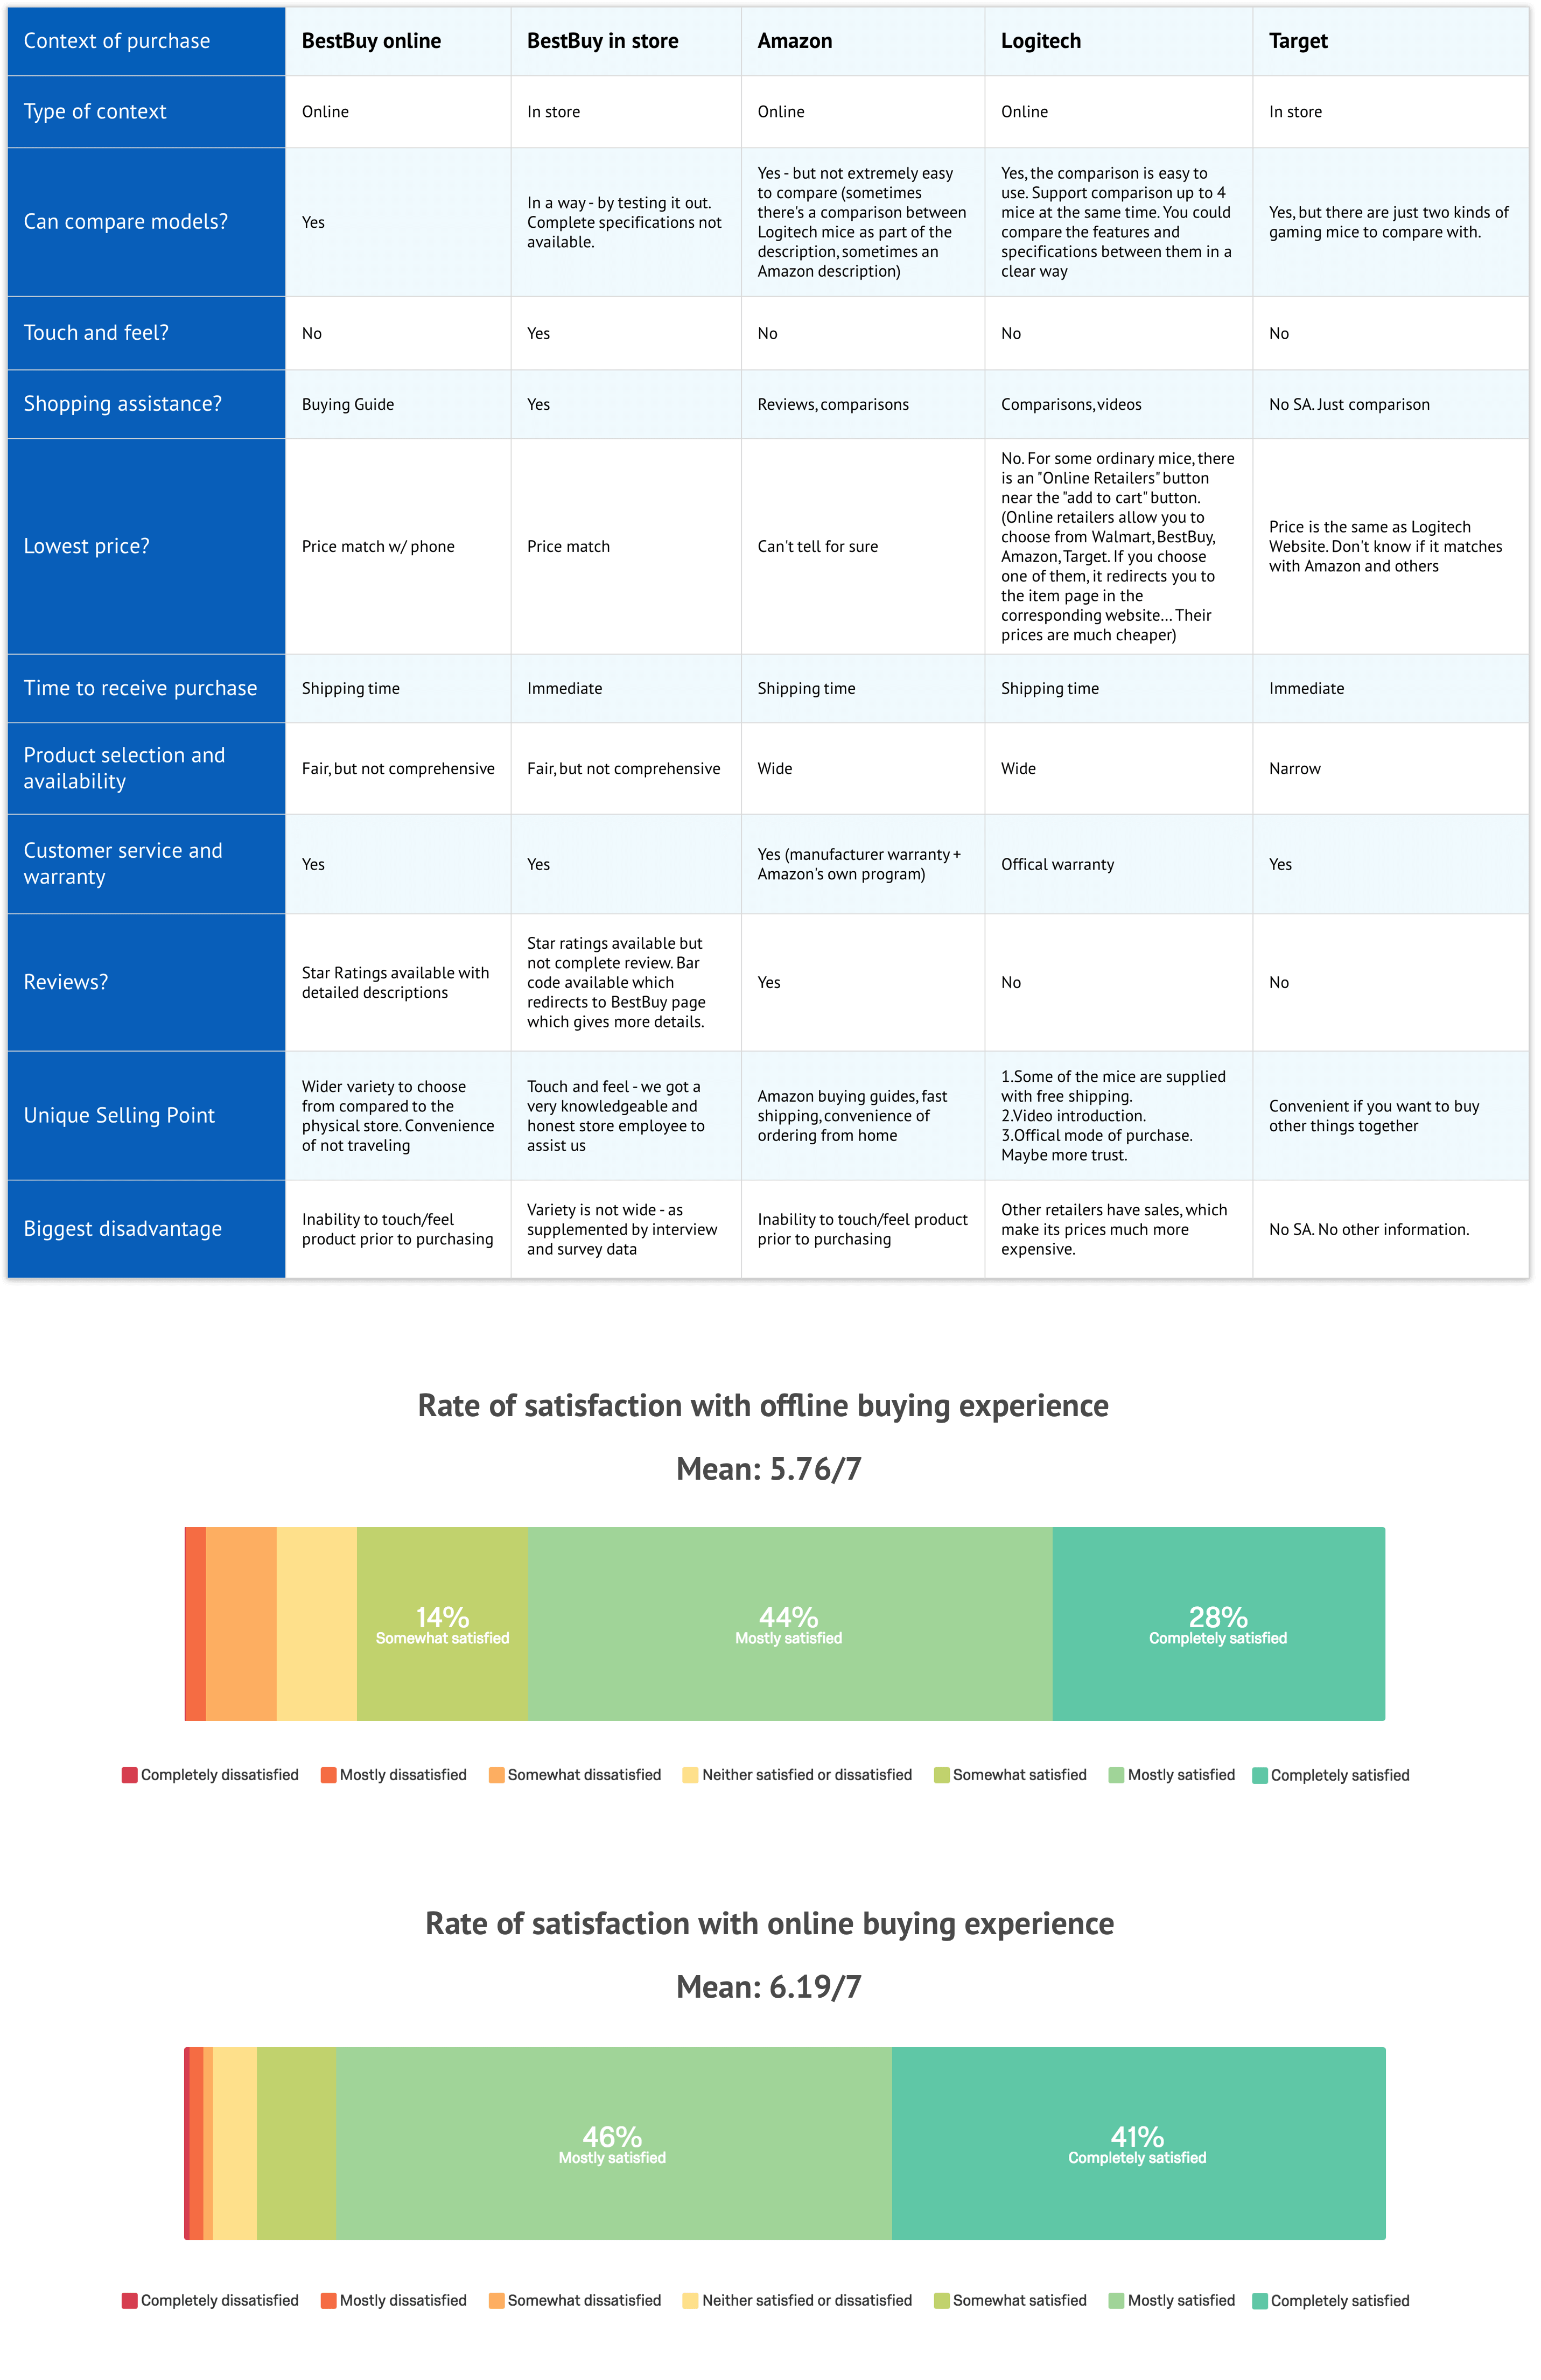 Context of purchase
BestBuy online
BestBuy in store
Amazon
Logitech
Target
Type of context
Online
In store
Online
Online
In store
Can compare models?
Yes
In a way - by testing it out.
Complete specifications not
available.
Yes - but not extremely easy
to compare (sometimes
there's a comparison between
Logitech mice as part of the
description, sometimes an
Amazon description)
Yes, the comparison is easy to
use. Support comparison up to 4
mice at the same time. You could
compare the features and
specifications between them in a
clear way
Yes, but there are just two kinds of
gaming mice to compare with.
Touch and feel?
No
Yes
No
No
No
Shopping assistance?
Buying Guide
Yes
Reviews, comparisons
Comparisons, videos
No SA. Just comparison
Lowest price?
Price match w/ phone
Price match
Can't tell for sure
No. For some ordinary mice, there
is an "Online Retailers" button
near the "add to cart" button.
(Online retailers allow you to
choose from Walmart, BestBuy,
Amazon, Target. If you choose
one of them, it redirects you to
the item page in the
corresponding website... Their
prices are much cheaper)
Price is the same as Logitech
Website. Don't know if it matches
with Amazon and others
Time to receive purchase
Shipping time
Immediate
Shipping time
Shipping time
Immediate
Product selection and
availability
Fair, but not comprehensive
Fair, but not comprehensive
Wide
Wide
Narrow
Customer service and
warranty
Yes
Yes
Yes (manufacturer warranty +
Amazon's own program)
Offical warranty
Yes
Reviews?
Star Ratings available with
detailed descriptions
Star ratings available but
not complete review. Bar
code available which
redirects to BestBuy page
which gives more details.
Yes
No
No
Unique Selling Point
Wider variety to choose
from compared to the
physical store. Convenience
of not traveling
Touch and feel - we got a
very knowledgeable and
honest store employee to
assist us
Amazon buying guides, fast
shipping, convenience of
ordering from home
1.Some of the mice are supplied
with free shipping.
2.Video introduction.
3.Offical mode of purchase.
Maybe more trust.
Convenient if you want to buy
other things together
Biggest disadvantage
Inability to touch/feel
product prior to purchasing
Variety is not wide - as
supplemented by interview
and survey data
Inability to touch/feel product
prior to purchasing
Other retailers have sales, which
make its prices much more
expensive.
No SA. No other information.
Rate of satisfaction with offline buying experience
Mean: 5.76/7
14%
Somewhat satisfied
44%
Mostly satisfied
28%
Completely satisfied
Completely dissatisfied
Mostly dissatisfied
Somewhat dissatisfied
Neither satisfied or dissatisfied
Somewhat satisfied
Mostly satisfied
Completely satisfied
Rate of satisfaction with online buying experience
Mean: 6.19/7
46%
Mostly satisfied
41%
Completely satisfied
Completely dissatisfied
Mostly dissatisfied
Somewhat dissatisfied
Neither satisfied or dissatisfied
Somewhat satisfied
Mostly satisfied
Completely satisfied